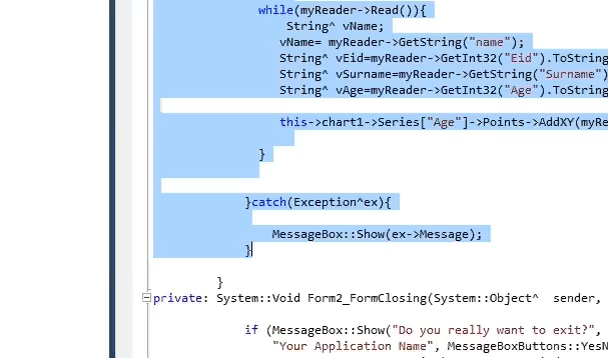 while(myReader->Read()){
String^ vName;
vName= myReader->GetString("name");
String^ vEid=myReader->GetInt32("Eid").ToString
String^ vSurname=myReader->GetString("Surname")
String^ vAge=myReader->GetInt32("Age").ToString
this->chart1->Series["Age"]->Points->AddXY(myRe
}
}catch(Exception^ex){
MessageBox::Show(ex->Message);
}
}
private: System::Void Form2_FormClosing(System::Object^  sender,
if (MessageBox::Show("Do you really want to exit?",
"Your Application Name", MessageBoxButtons::YesN